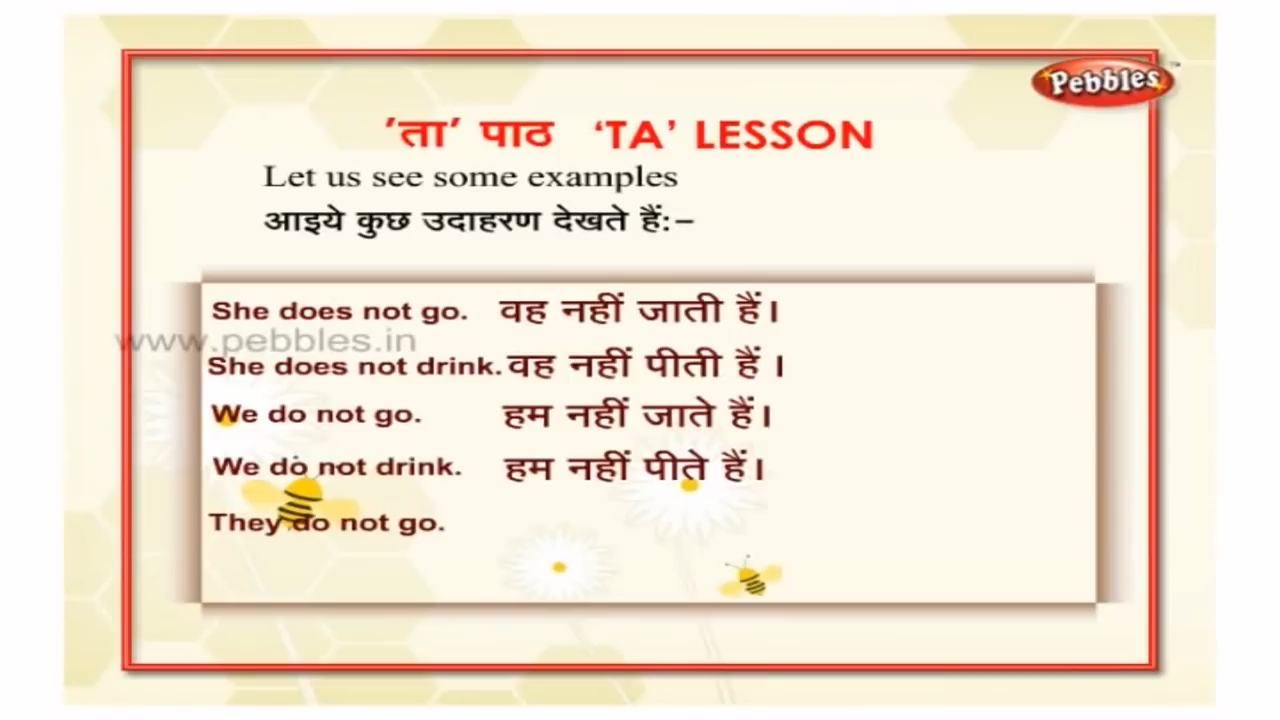 Pebbles™
'ता' पाठ ‘TA’ LESSON
Let us see some examples
आइये कुछ उदाहरण देखते हैं:–
She does not go. वह नहीं जाती हैं।
www.pebbles.in
She does not drink. वह नहीं पीती हैं ।
We do not go. हम नहीं जाते हैं।
We do not drink. हम नहीं पीते हैं।
They do not go.